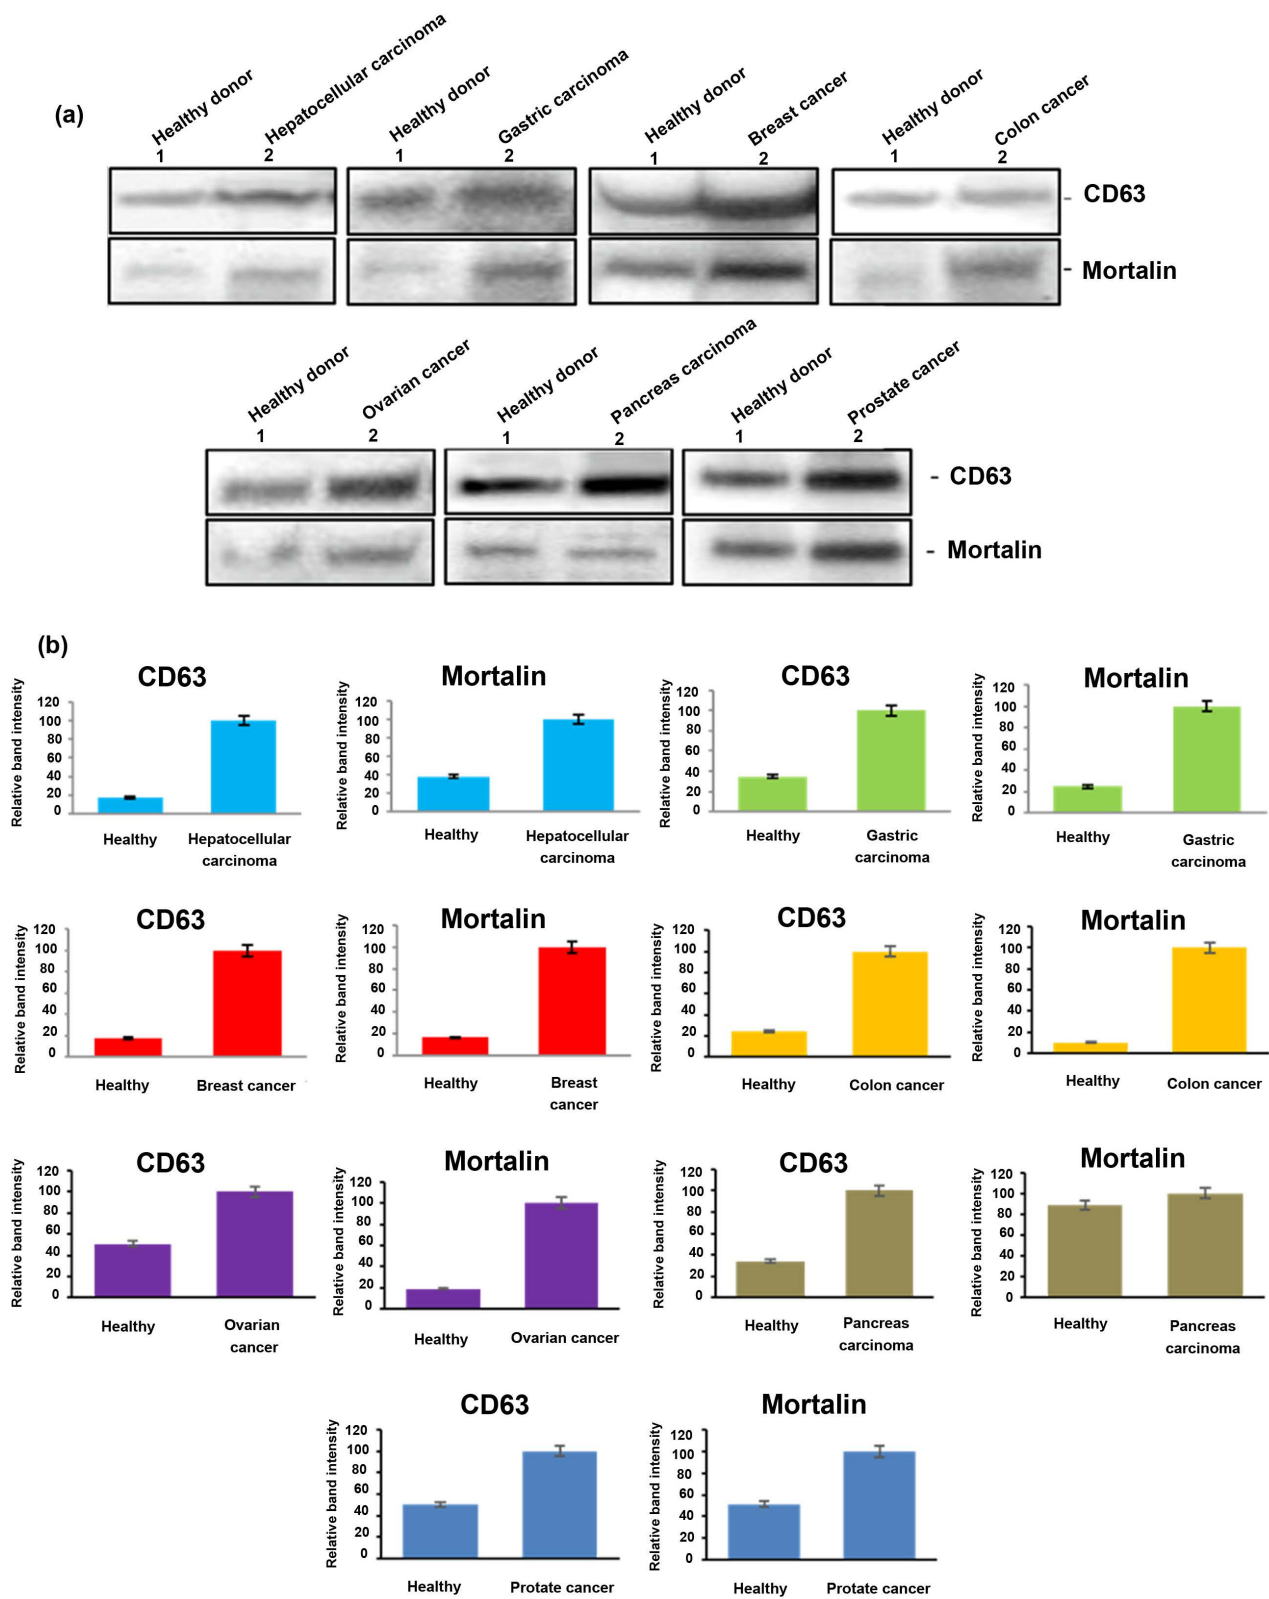 (a)
Healthy donor Hepatocellular carcinoma Healthy donor Gastric carcinoma Healthy donor Breast cancer Healthy donor Colon cancer
1 2 1 2 1 2 1 2
- CD63
- Mortalin
Healthy donor Ovarian cancer Healthy donor Pancreas carcinoma Healthy donor Prostate cancer
1 2 1 2 1 2
- CD63
- Mortalin
(b)
CD63
Relative band intensity
120
100
80
60
40
20
0
Healthy Hepatocellular
carcinoma
Mortalin
Relative band intensity
120
100
80
60
40
20
0
Healthy Hepatocellular
carcinoma
CD63
Relative band intensity
120
100
80
60
40
20
0
Healthy Gastric
carcinoma
Mortalin
Relative band intensity
120
100
80
60
40
20
0
Healthy Gastric
carcinoma
CD63
Relative band intensity
120
100
80
60
40
20
0
Healthy Breast cancer
Mortalin
Relative band intensity
120
100
80
60
40
20
0
Healthy Breast
cancer
CD63
Relative band intensity
120
100
80
60
40
20
0
Healthy Colon cancer
Mortalin
Relative band intensity
120
100
80
60
40
20
0
Healthy Colon cancer
CD63
Relative band intensity
120
100
80
60
40
20
0
Healthy Ovarian
cancer
Mortalin
Relative band intensity
120
100
80
60
40
20
0
Healthy Ovarian cancer
CD63
Relative band intensity
120
100
80
60
40
20
0
Healthy Pancreas
carcinoma
Mortalin
Relative band intensity
120
100
80
60
40
20
0
Healthy Pancreas
carcinoma
CD63
Relative band intensity
120
100
80
60
40
20
0
Healthy Protate cancer
Mortalin
Relative band intensity
120
100
80
60
40
20
0
Healthy Protate cancer